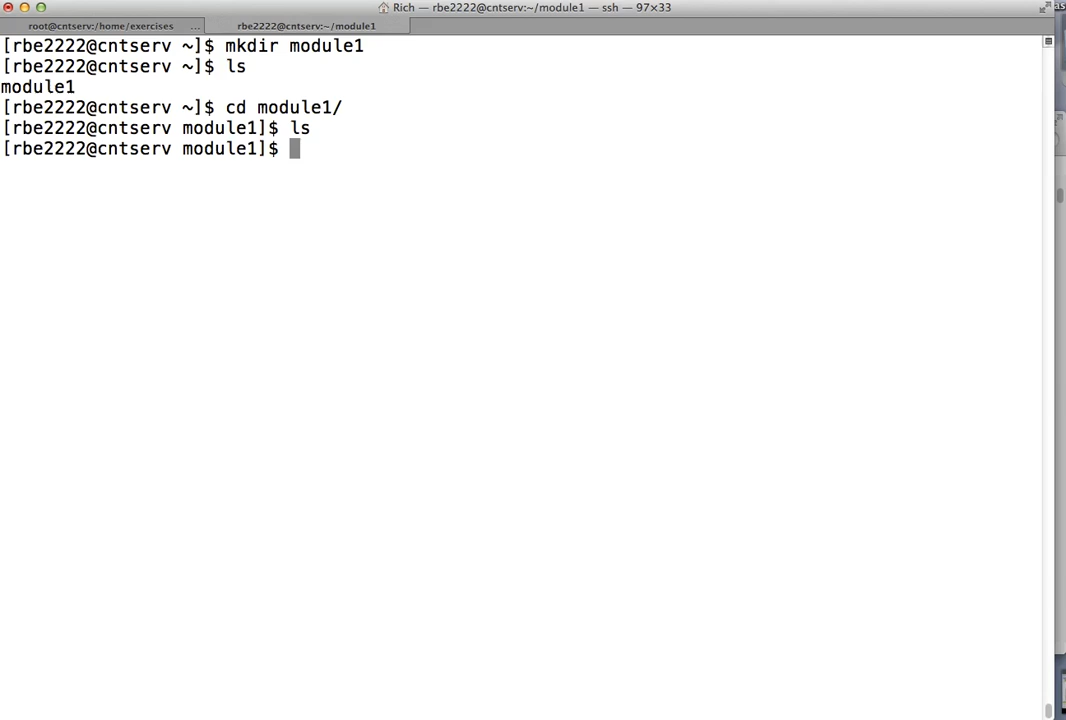 Rich — rbe2222@cntserv:~/module1 — ssh — 97×33
root@cntserv:/home/exercises ... rbe2222@cntserv:~/module1
[rbe2222@cntserv ~]$ mkdir module1
[rbe2222@cntserv ~]$ ls
module1
[rbe2222@cntserv ~]$ cd module1/
[rbe2222@cntserv module1]$ ls
[rbe2222@cntserv module1]$